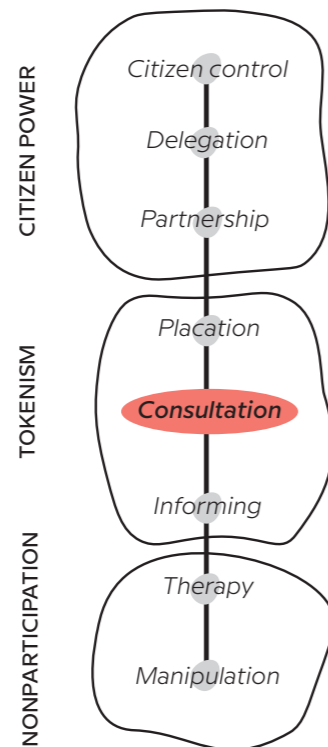 CITIZEN POWER
Citizen control
Delegation
Partnership
TOKENISM
Placation
Consultation
Informing
NONPARTICIPATION
Therapy
Manipulation